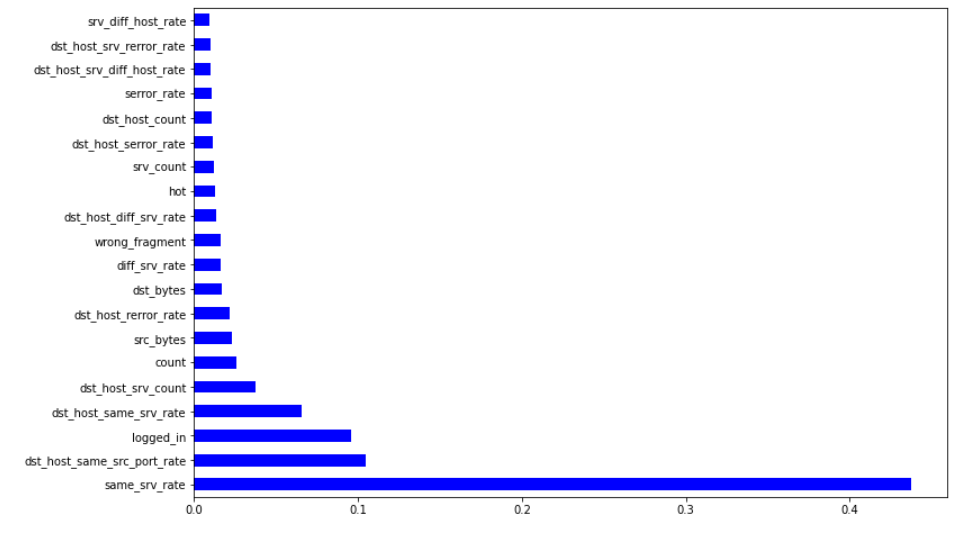 srv_diff_host_rate
dst_host_srv_rerror_rate
dst_host_srv_diff_host_rate
serror_rate
dst_host_count
dst_host_serror_rate
srv_count
hot
dst_host_diff_srv_rate
wrong_fragment
diff_srv_rate
dst_bytes
dst_host_rerror_rate
src_bytes
count
dst_host_srv_count
dst_host_same_srv_rate
logged_in
dst_host_same_src_port_rate
same_srv_rate
0.0 0.1 0.2 0.3 0.4